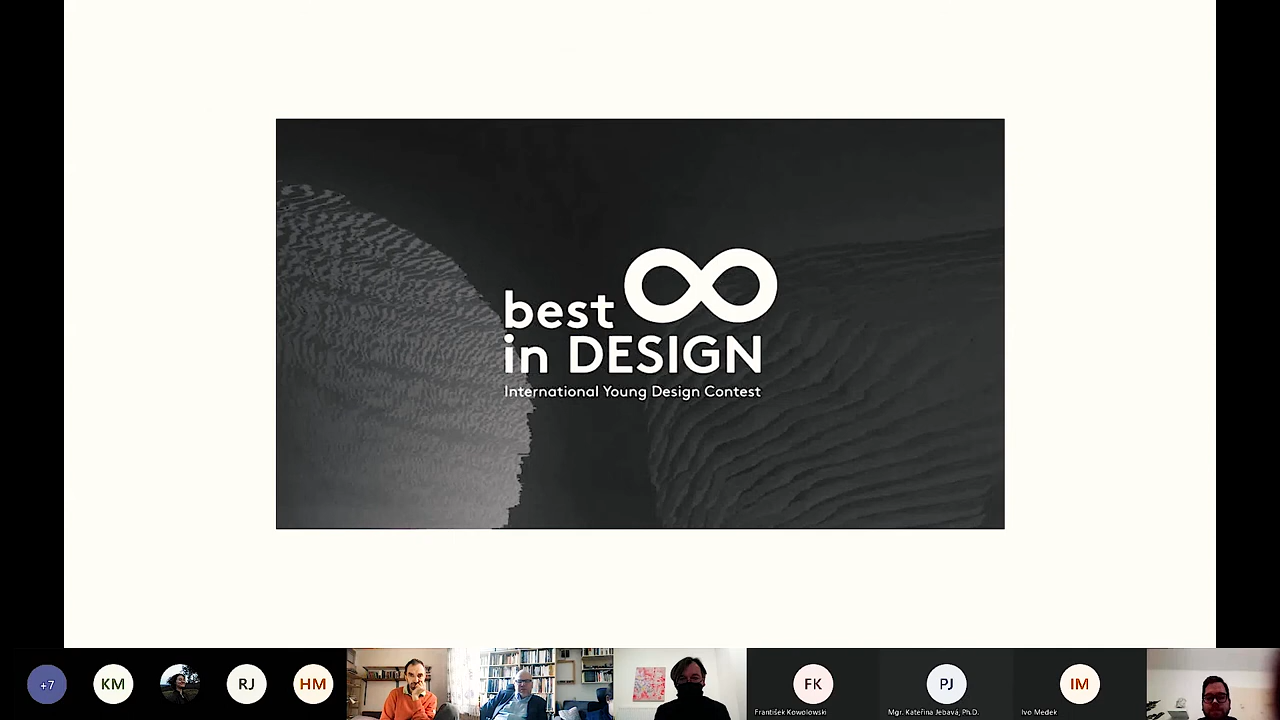 best
in DESIGN
International Young Design Contest
+7
KM
RJ
HM
FK
František Kowolowski
PJ
Mgr. Kateřina Jebavá, Ph.D.
IM
Ivo Medek